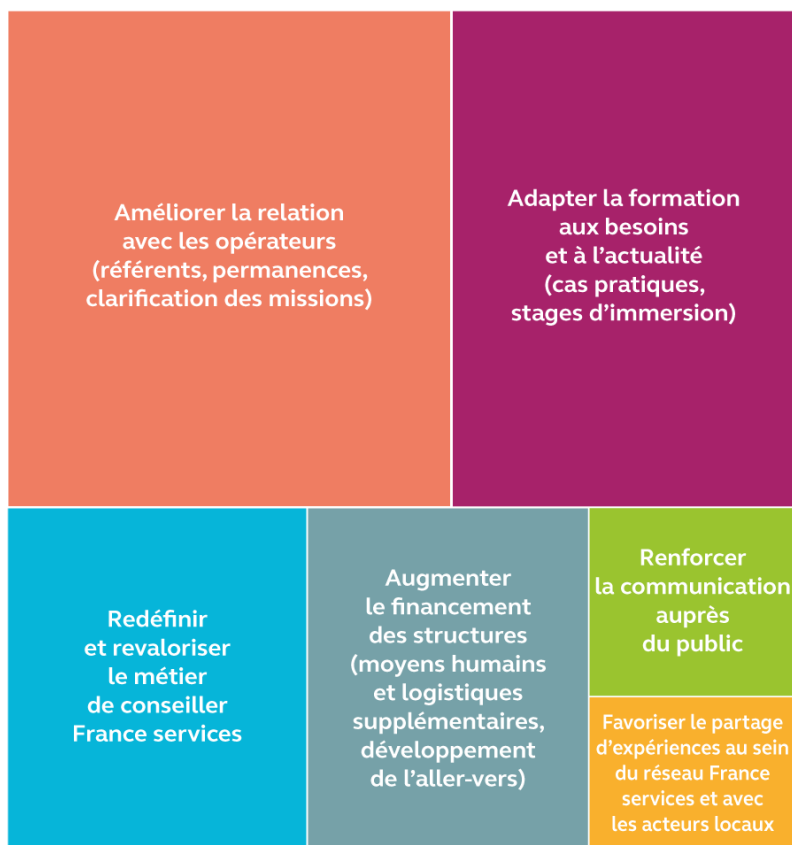 Améliorer la relation
avec les opérateurs
(référents, permanences,
clarification des missions)
Adapter la formation
aux besoins
et à l’actualité
(cas pratiques,
stages d’immersion)
Redéfinir
et revaloriser
le métier
de conseiller
France services
Augmenter
le financement
des structures
(moyens humains
et logistiques
supplémentaires,
développement
de l’aller-vers)
Renforcer
la communication
auprès
du public
Favoriser le partage
d’expériences au sein
du réseau France
services et avec
les acteurs locaux